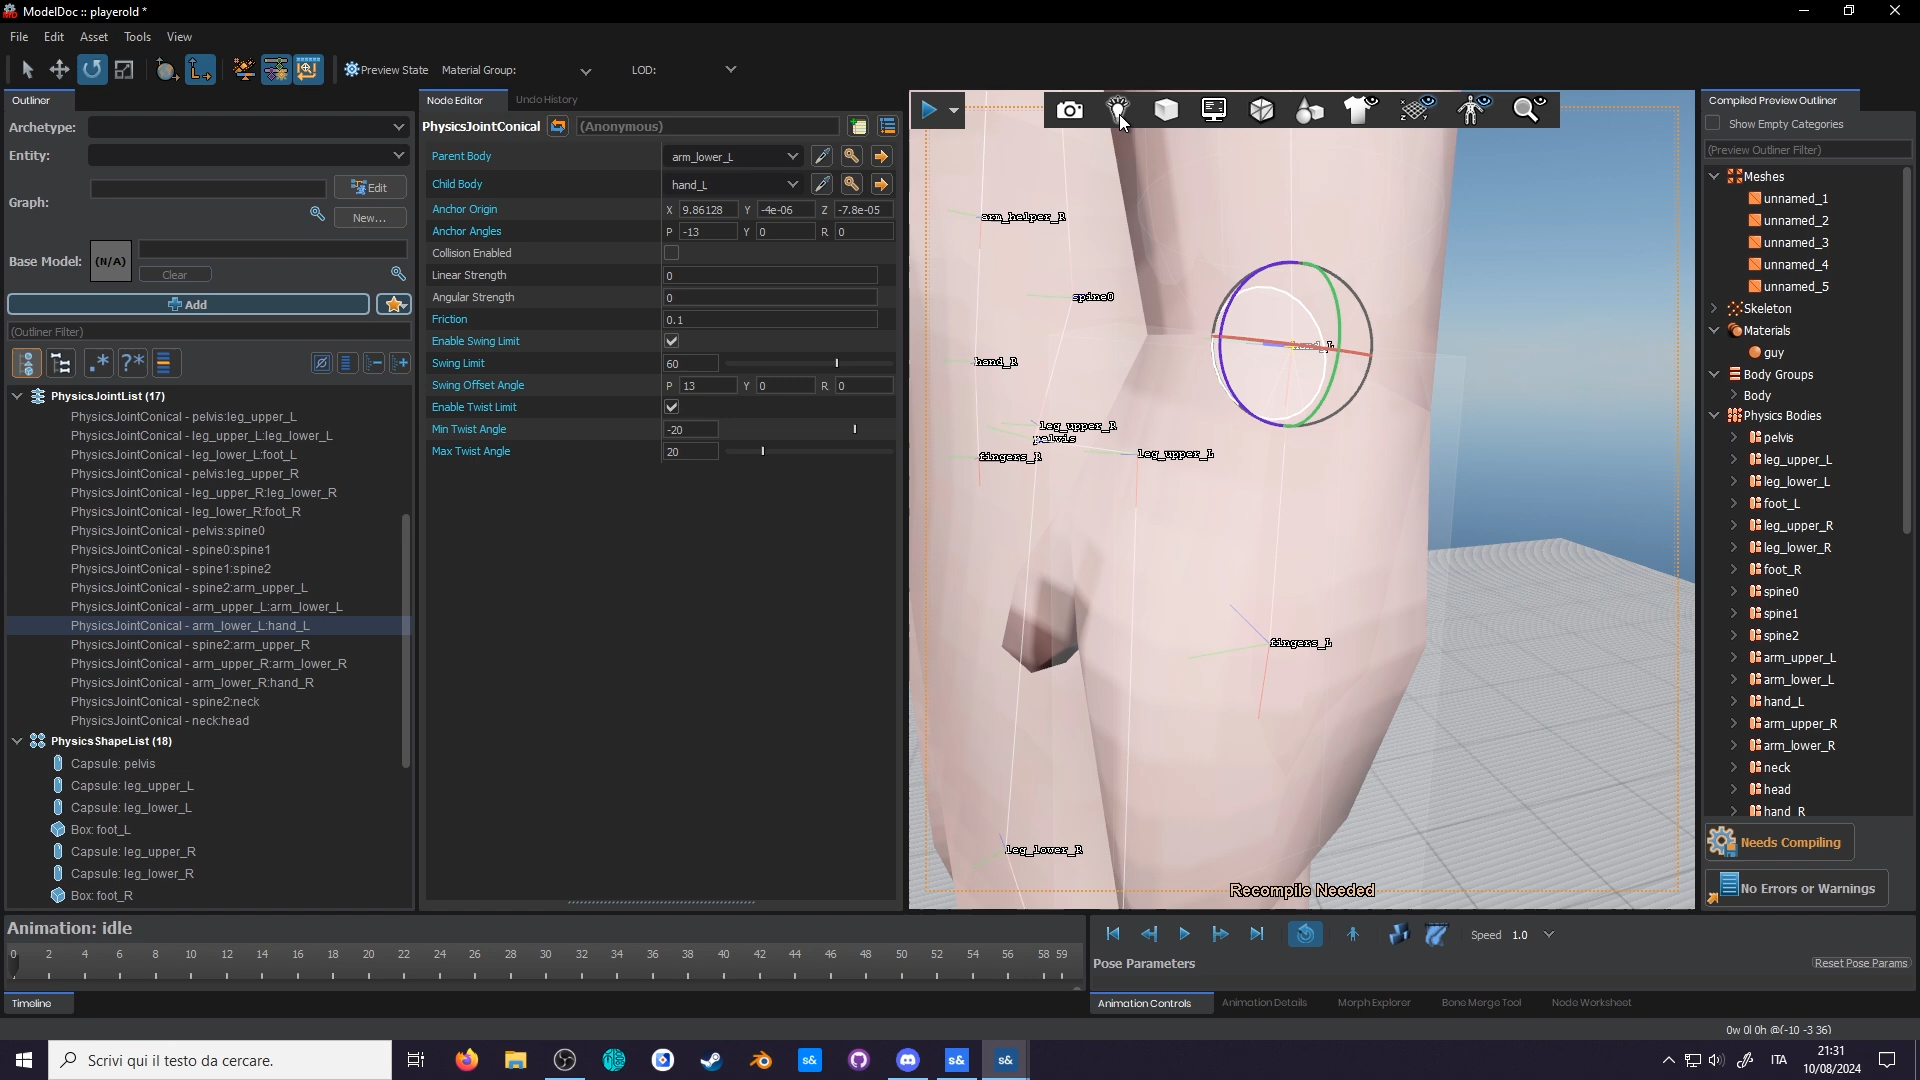 ModelDoc :: playerold *
File Edit Asset Tools View
Preview State Material Group: LOD:
Outliner
Archetype:
Entity:
Graph:
Edit
New...
Base Model: (N/A)
Clear
Add
(Outliner Filter)
PhysicsJointList (17)
PhysicsJointConical - pelvis:leg_upper_L
PhysicsJointConical - leg_upper_L:leg_lower_L
PhysicsJointConical - leg_lower_L:foot_L
PhysicsJointConical - pelvis:leg_upper_R
PhysicsJointConical - leg_upper_R:leg_lower_R
PhysicsJointConical - leg_lower_R:foot_R
PhysicsJointConical - pelvis:spine0
PhysicsJointConical - spine0:spine1
PhysicsJointConical - spine1:spine2
PhysicsJointConical - spine2:arm_upper_L
PhysicsJointConical - arm_upper_L:arm_lower_L
PhysicsJointConical - arm_lower_L:hand_L
PhysicsJointConical - spine2:arm_upper_R
PhysicsJointConical - arm_upper_R:arm_lower_R
PhysicsJointConical - arm_lower_R:hand_R
PhysicsJointConical - spine2:neck
PhysicsJointConical - neck:head
PhysicsShapeList (18)
Capsule: pelvis
Capsule: leg_upper_L
Capsule: leg_lower_L
Box: foot_L
Capsule: leg_upper_R
Capsule: leg_lower_R
Box: foot_R
Node Editor Undo History
PhysicsJointConical (Anonymous)
Parent Body arm_lower_L
Child Body hand_L
Anchor Origin X 9.86128 Y -4e-06 Z -7.8e-05
Anchor Angles P -13 Y 0 R 0
Collision Enabled
Linear Strength 0
Angular Strength 0
Friction 0.1
Enable Swing Limit
Swing Limit 60
Swing Offset Angle P 13 Y 0 R 0
Enable Twist Limit
Min Twist Angle -20
Max Twist Angle 20
arm_helper_R
spine0
hand_L
hand_R
leg_upper_R
pelvis
leg_upper_L
fingers_R
fingers_L
leg_lower_R
Recompile Needed
Compiled Preview Outliner
Show Empty Categories
(Preview Outliner Filter)
Meshes
unnamed_1
unnamed_2
unnamed_3
unnamed_4
unnamed_5
Skeleton
Materials
guy
Body Groups
Body
Physics Bodies
pelvis
leg_upper_L
leg_lower_L
foot_L
leg_upper_R
leg_lower_R
foot_R
spine0
spine1
spine2
arm_upper_L
arm_lower_L
hand_L
arm_upper_R
arm_lower_R
neck
head
hand_R
Needs Compiling
No Errors or Warnings
Animation: idle
0 2 4 6 8 10 12 14 16 18 20 22 24 26 28 30 32 34 36 38 40 42 44 46 48 50 52 54 56 58 59
Timeline
Speed 1.0
Pose Parameters Reset Pose Params
Animation Controls Animation Details Morph Explorer Bone Merge Tool Node Worksheet
0w 0l 0h @(-10 -3 36)
Scrivi qui il testo da cercare.
s& s& s&
ITA
21:31
10/08/2024